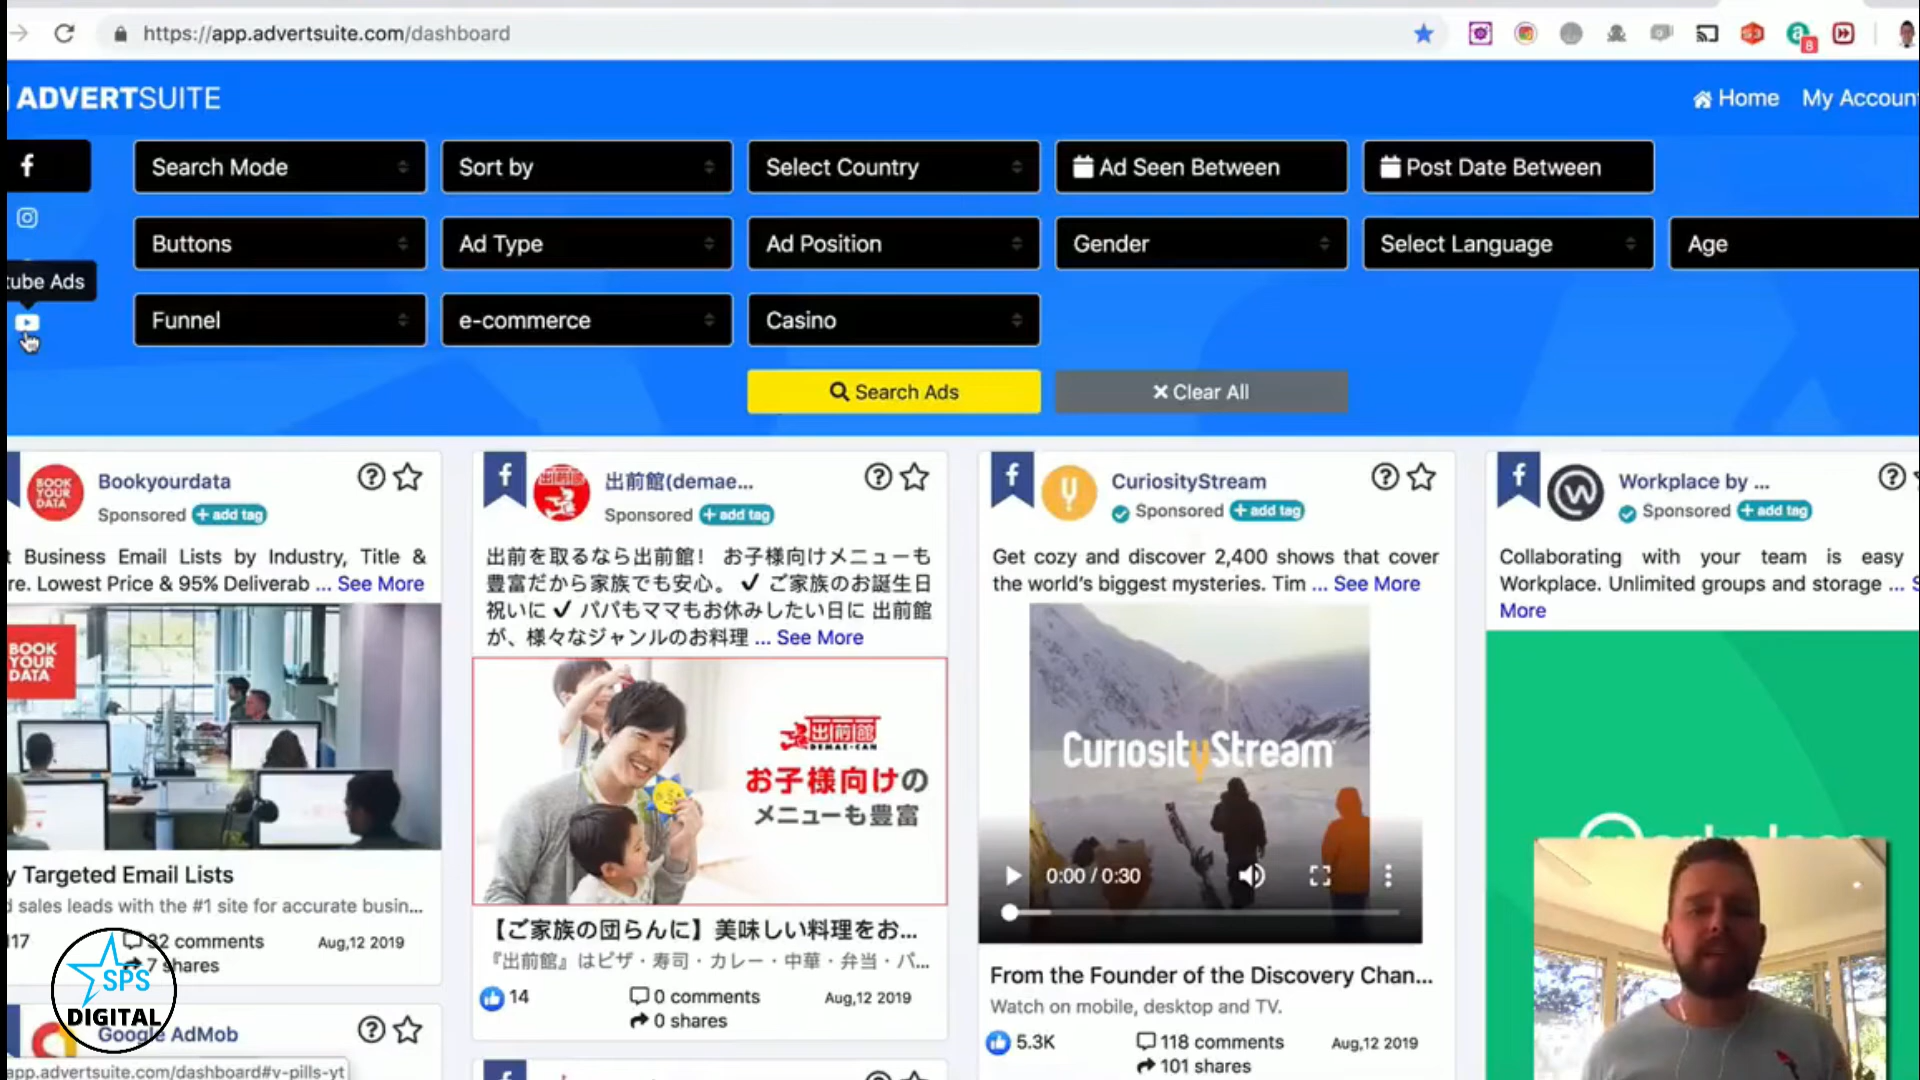 https://app.advertsuite.com/dashboard
8
ADVERTSUITE
Home My Accoun
Search Mode Sort by Select Country Ad Seen Between Post Date Between
Buttons Ad Type Ad Position Gender Select Language Age
tube Ads
Funnel e-commerce Casino
Search Ads Clear All
Bookyourdata
Sponsored + add tag
t Business Email Lists by Industry, Title &
re. Lowest Price & 95% Deliverab ... See More
BOOK YOUR DATA
BOOK
YOUR
DATA
y Targeted Email Lists
d sales leads with the #1 site for accurate busin...
117 32 comments Aug,12 2019
7 shares
SPS
DIGITAL
Google AdMob
app.advertsuite.com/dashboard#v-pills-yt
出前館(demae...
Sponsored + add tag
出前を取るなら出前館! お子様向けメニューも
豊富だから家族でも安心。 ✓ ご家族のお誕生日
祝いに ✓ パパもママもお休みしたい日に 出前館
が、様々なジャンルのお料理 ... See More
出前館
DEMAE-CAN
お子様向けの
メニューも豊富
【ご家族の団らんに】美味しい料理をお...
『出前館』はピザ・寿司・カレー・中華・弁当・パ...
14 0 comments Aug,12 2019
0 shares
CuriosityStream
Sponsored + add tag
Get cozy and discover 2,400 shows that cover
the world's biggest mysteries. Tim ... See More
CuriosityStream
0:00 / 0:30
From the Founder of the Discovery Chan...
Watch on mobile, desktop and TV.
5.3K 118 comments Aug,12 2019
101 shares
Workplace by ...
Sponsored + add tag
Collaborating with your team is easy
Workplace. Unlimited groups and storage ... S
More